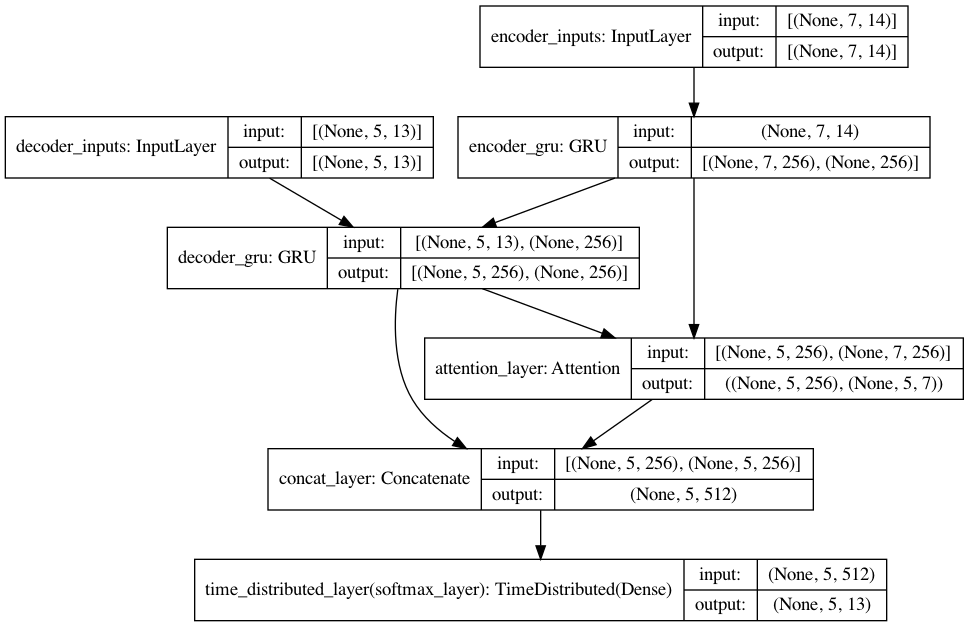 encoder_inputs: InputLayer
input:
[(None, 7, 14)]
output:
[(None, 7, 14)]
decoder_inputs: InputLayer
input:
[(None, 5, 13)]
output:
[(None, 5, 13)]
encoder_gru: GRU
input:
(None, 7, 14)
output:
[(None, 7, 256), (None, 256)]
decoder_gru: GRU
input:
[(None, 5, 13), (None, 256)]
output:
[(None, 5, 256), (None, 256)]
attention_layer: Attention
input:
[(None, 5, 256), (None, 7, 256)]
output:
((None, 5, 256), (None, 5, 7))
concat_layer: Concatenate
input:
[(None, 5, 256), (None, 5, 256)]
output:
(None, 5, 512)
time_distributed_layer(softmax_layer): TimeDistributed(Dense)
input:
(None, 5, 512)
output:
(None, 5, 13)